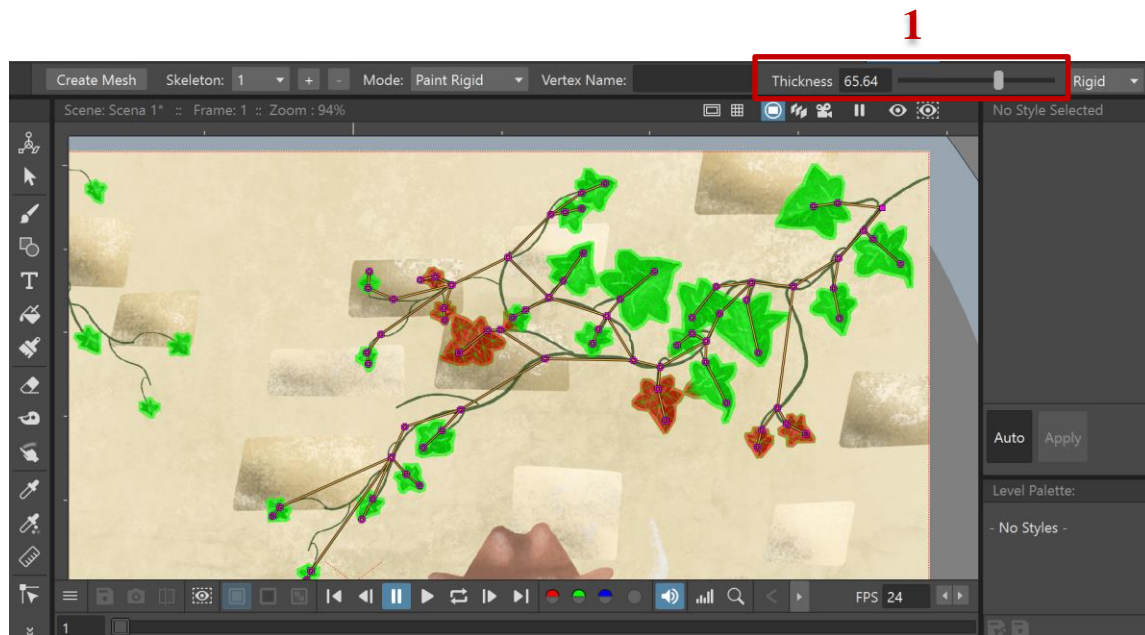 1
Create Mesh Skeleton: 1 + - Mode: Paint Rigid Vertex Name: Thickness 65.64 Rigid
Scene: Scena 1* :: Frame: 1 :: Zoom : 94% No Style Selected
T
Auto Apply
Level Palette:
- No Styles -
FPS 24
1